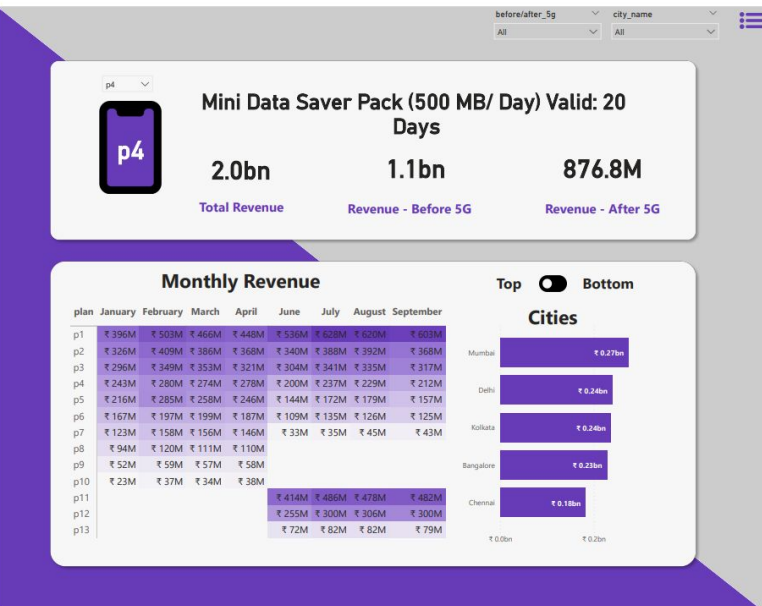 before/after_5g city_name
All All
p4
p4
Mini Data Saver Pack (500 MB/ Day) Valid: 20
Days
2.0bn 1.1bn 876.8M
Total Revenue Revenue - Before 5G Revenue - After 5G
Monthly Revenue
plan January February March April June July August September
p1 ₹ 396M ₹ 503M ₹ 466M ₹ 448M ₹ 536M ₹ 628M ₹ 620M ₹ 603M
p2 ₹ 326M ₹ 409M ₹ 386M ₹ 368M ₹ 340M ₹ 388M ₹ 392M ₹ 368M
p3 ₹ 296M ₹ 349M ₹ 353M ₹ 321M ₹ 304M ₹ 341M ₹ 335M ₹ 317M
p4 ₹ 243M ₹ 280M ₹ 274M ₹ 278M ₹ 200M ₹ 237M ₹ 229M ₹ 212M
p5 ₹ 216M ₹ 285M ₹ 258M ₹ 246M ₹ 144M ₹ 172M ₹ 179M ₹ 157M
p6 ₹ 167M ₹ 197M ₹ 199M ₹ 187M ₹ 109M ₹ 135M ₹ 126M ₹ 125M
p7 ₹ 123M ₹ 158M ₹ 156M ₹ 146M ₹ 33M ₹ 35M ₹ 45M ₹ 43M
p8 ₹ 94M ₹ 120M ₹ 111M ₹ 110M
p9 ₹ 52M ₹ 59M ₹ 57M ₹ 58M
p10 ₹ 23M ₹ 37M ₹ 34M ₹ 38M
p11 ₹ 414M ₹ 486M ₹ 478M ₹ 482M
p12 ₹ 255M ₹ 300M ₹ 306M ₹ 300M
p13 ₹ 72M ₹ 82M ₹ 82M ₹ 79M
Top Bottom
Cities
Mumbai ₹ 0.27bn
Delhi ₹ 0.24bn
Kolkata ₹ 0.24bn
Bangalore ₹ 0.23bn
Chennai ₹ 0.18bn
₹ 0.0bn ₹ 0.2bn